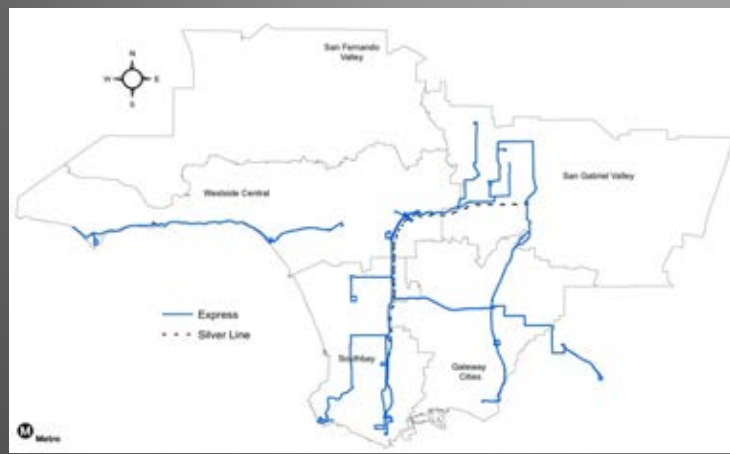 San Fernando
Valley
N
W
E
S
San Gabriel Valley
Westside Central
Express
Silver Line
Southbay
Gateway
Cities
M
Metro